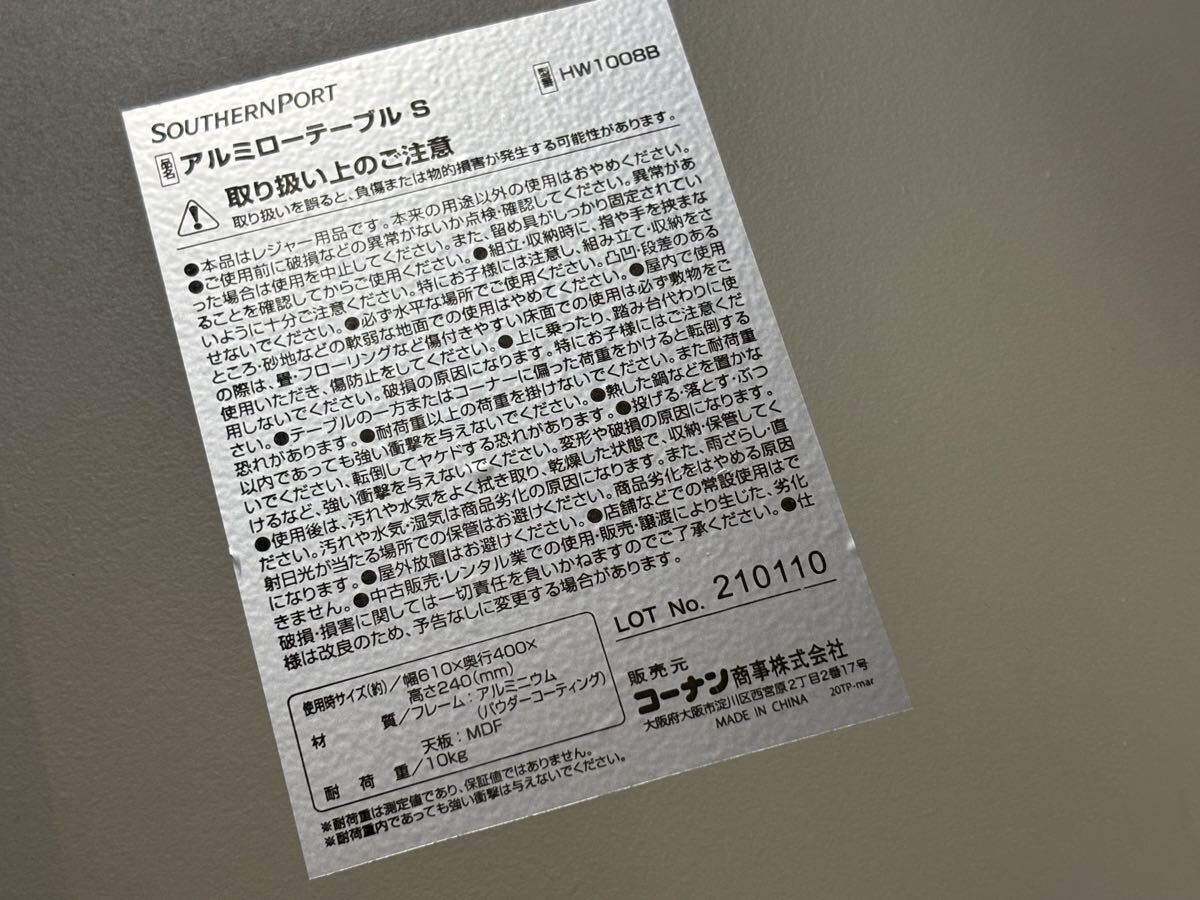 SOUTHERNPORT
品名 アルミローテーブル S 型番 HW1008B
取り扱い上のご注意
取り扱いを誤ると、負傷または物的損害が発生する可能性があります。
●本品はレジャー用品です。本来の用途以外の使用はおやめください。
●ご使用前に破損などの異常がないか点検・確認してください。異常があ
った場合は使用を中止してください。また、留め具がしっかり固定されてい
ることを確認してからご使用ください。●組立・収納時に、指や手を挟まな
いように十分ご注意ください。特にお子様には注意し、組み立て・収納をさ
せないでください。●必ず水平な場所でご使用ください。凸凹・段差のある
ところ・砂地などの軟弱な地面での使用はやめてください。●屋内で使用
の際は、畳・フローリングなど傷付きやすい床面での使用は必ず敷物をご
使用いただき、傷防止をしてください。●上に乗ったり、踏み台代わりに使
用しないでください。破損の原因になります。特にお子様にはご注意くだ
さい。●テーブルの一方またはコーナーに偏った荷重をかけると転倒する
恐れがあります。●耐荷重以上の荷重を掛けないでください。また耐荷重
以内であっても強い衝撃を与えないでください。●熱した鍋などを置かな
いでください、転倒してヤケドする恐れがあります。●投げる・落とす・ぶつ
けるなど、強い衝撃を与えないでください。変形や破損の原因になります。
●使用後は、汚れや水気をよく拭き取り、乾燥した状態で、収納・保管してく
ださい。汚れや水気・湿気は商品劣化の原因になります。また、雨ざらし・直
射日光が当たる場所での保管はお避けください。商品劣化をはやめる原因
になります。●屋外放置はお避けください。●店舗などでの常設使用はで
きません。●中古販売・レンタル業での使用・販売・譲渡により生じた、劣化
破損・損害に関しては一切責任を負いかねますのでご了承ください。●仕
様は改良のため、予告なしに変更する場合があります。
使用時サイズ(約)/幅610×奥行400×
高さ240(mm)
材質/フレーム:アルミニウム
(パウダーコーティング)
天板:MDF
耐荷重/10kg
※耐荷重は測定値であり、保証値ではありません。
※耐荷重内であっても強い衝撃は与えないでください。
LOT No. 210110
販売元
コーナン商事株式会社
大阪府大阪市淀川区西宮原2丁目2番17号
MADE IN CHINA 20TP-mar